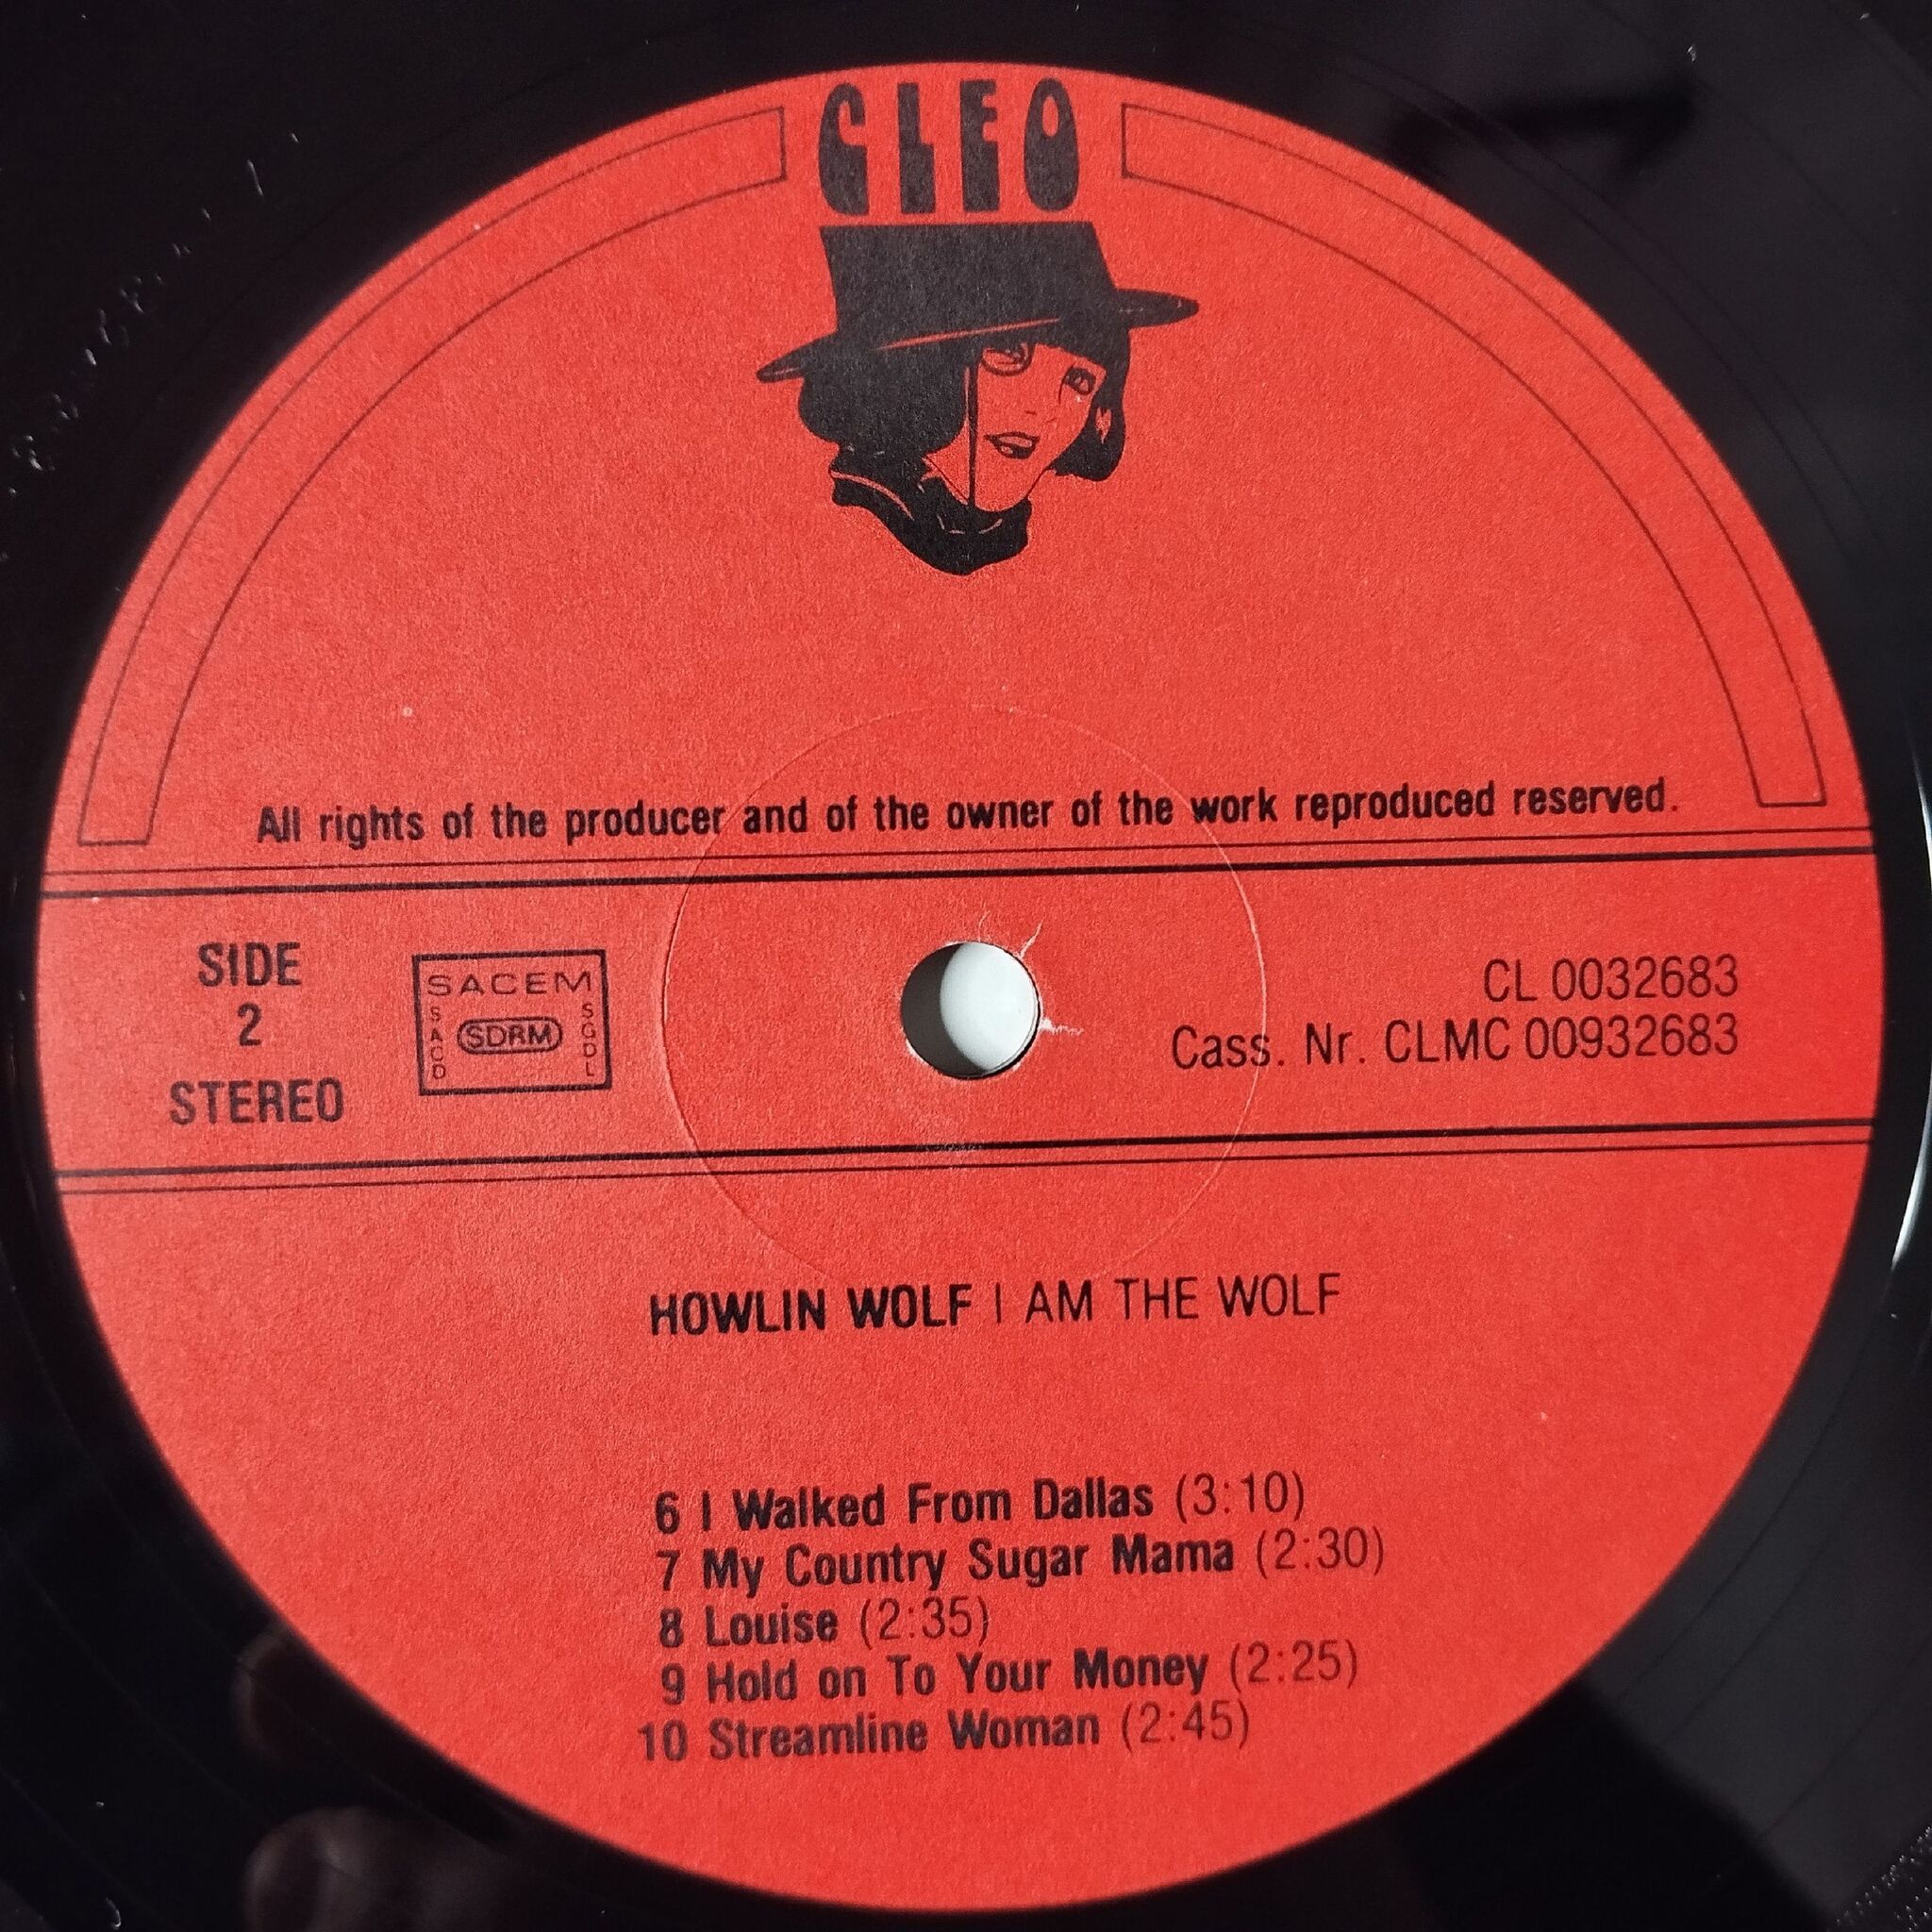 CLEO
All rights of the producer and of the owner of the work reproduced reserved.
SIDE
2
STEREO
SACEM
SACD
SDRM
SGDL
CL 0032683
Cass. Nr. CLMC 00932683
HOWLIN WOLF I AM THE WOLF
6 I Walked From Dallas (3:10)
7 My Country Sugar Mama (2:30)
8 Louise (2:35)
9 Hold on To Your Money (2:25)
10 Streamline Woman (2:45)